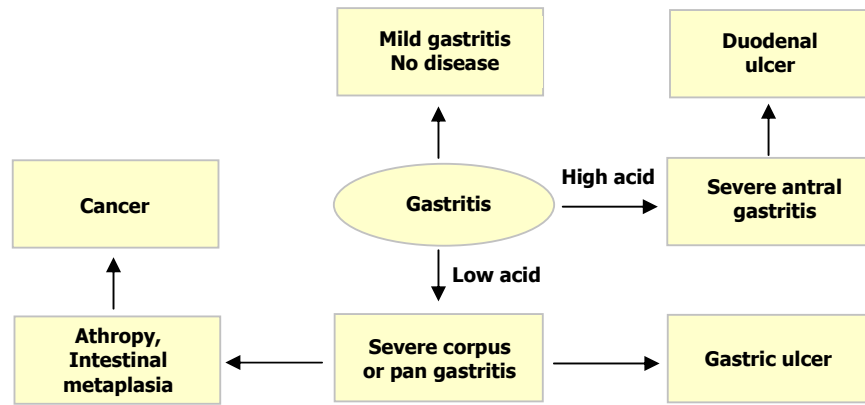 Mild gastritis
No disease
Duodenal
ulcer
Cancer
Gastritis
High acid
Severe antral
gastritis
Low acid
Athropy,
Intestinal
metaplasia
Severe corpus
or pan gastritis
Gastric ulcer